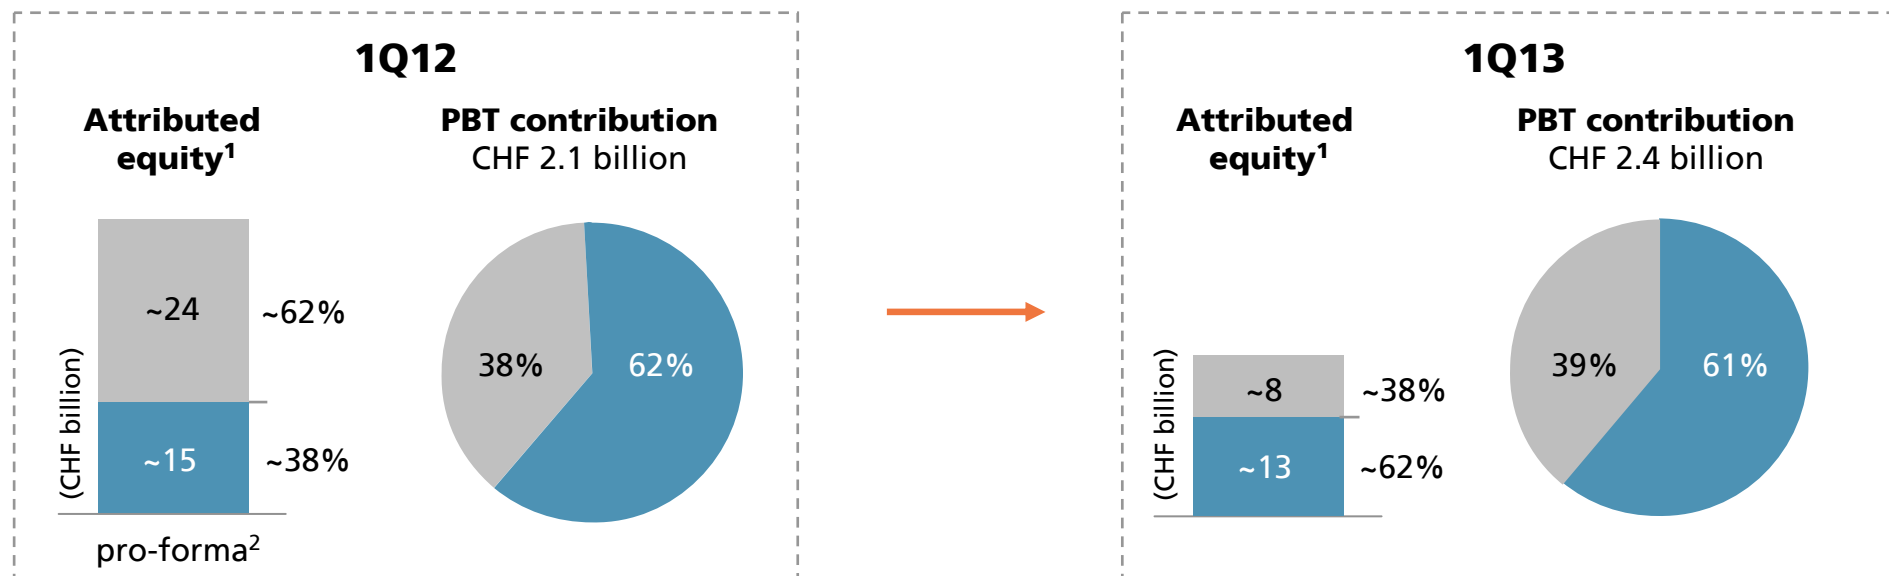 1Q12
Attributed
equity¹
PBT contribution
CHF 2.1 billion
(CHF billion)
~24
~62%
~15
~38%
38%
62%
pro-forma²
1Q13
Attributed
equity¹
PBT contribution
CHF 2.4 billion
(CHF billion)
~8
~38%
~13
~62%
39%
61%